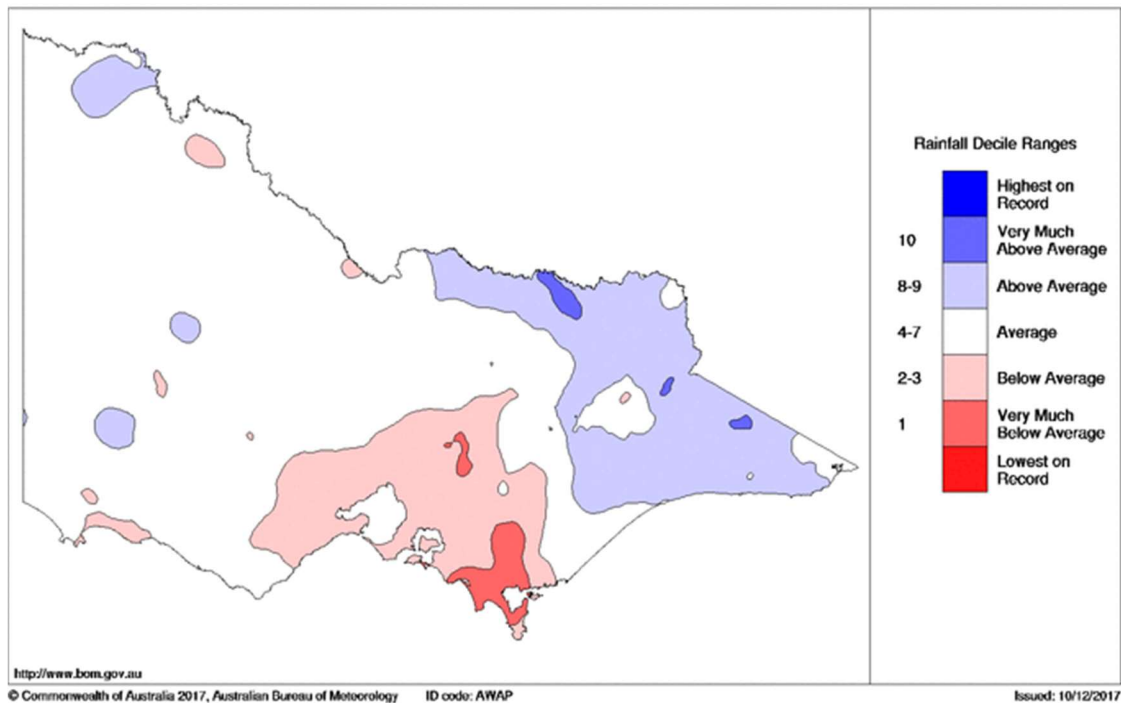 Rainfall Decile Ranges
Highest on
Record
10
Very Much
Above Average
8-9
Above Average
4-7
Average
2-3
Below Average
1
Very Much
Below Average
Lowest on
Record
http://www.bom.gov.au
© Commonwealth of Australia 2017, Australian Bureau of Meteorology
ID code: AWAP
Issued: 10/12/2017